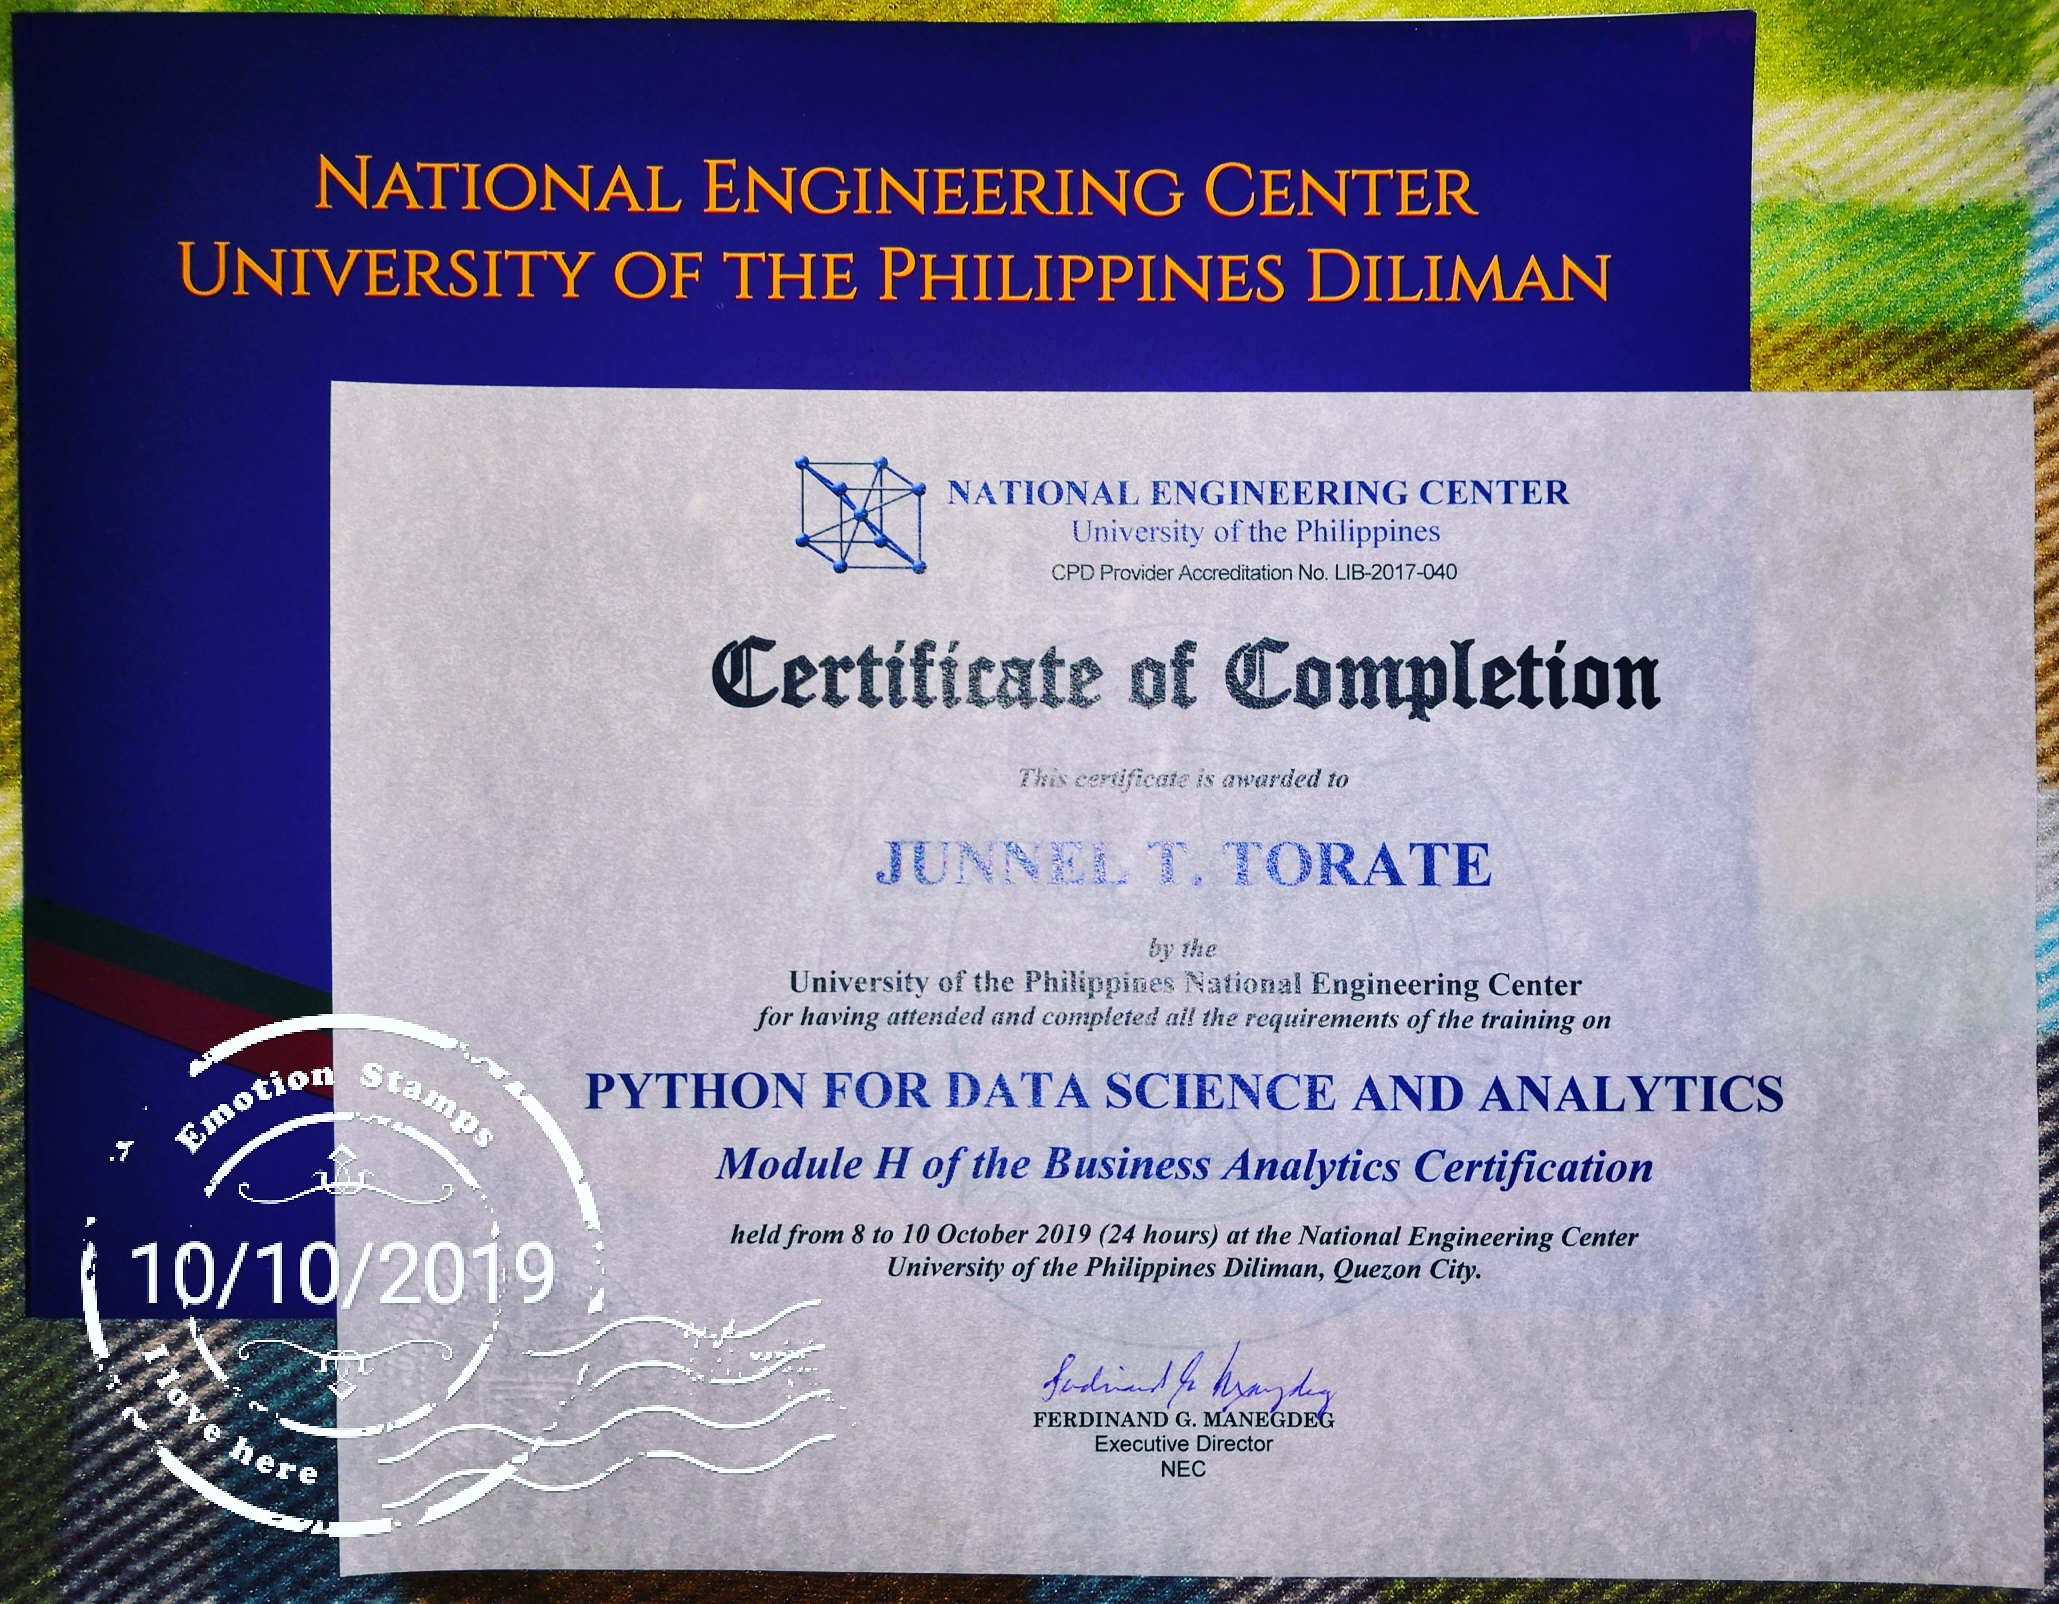 NATIONAL ENGINEERING CENTER
UNIVERSITY OF THE PHILIPPINES DILIMAN
NATIONAL ENGINEERING CENTER
University of the Philippines
CPD Provider Accreditation No. LIB-2017-040
Certificate of Completion
This certificate is awarded to
JUNNEL T. TORATE
by the
University of the Philippines National Engineering Center
for having attended and completed all the requirements of the training on
PYTHON FOR DATA SCIENCE AND ANALYTICS
Module H of the Business Analytics Certification
held from 8 to 10 October 2019 (24 hours) at the National Engineering Center
University of the Philippines Diliman, Quezon City.
Ferdinand G. Manegdeg
FERDINAND G. MANEGDEG
Executive Director
NEC
Emotion Stamps
10/10/2019
I rove here